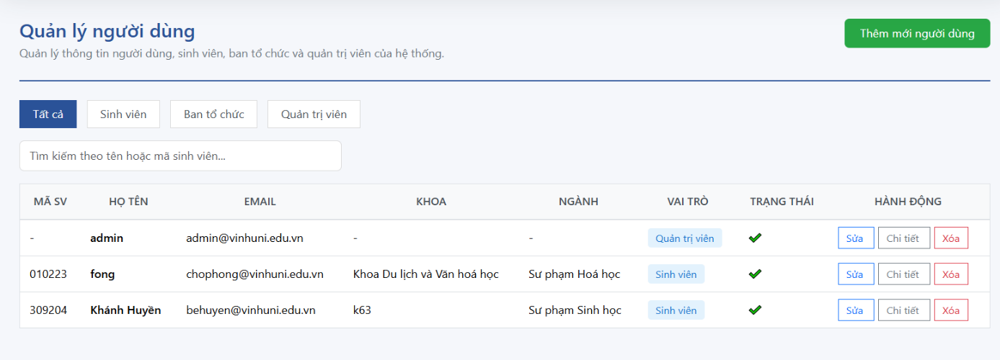 Quản lý người dùng
Thêm mới người dùng
Quản lý thông tin người dùng, sinh viên, ban tổ chức và quản trị viên của hệ thống.
Tất cả Sinh viên Ban tổ chức Quản trị viên
Tìm kiếm theo tên hoặc mã sinh viên...
MÃ SV HỌ TÊN EMAIL KHOA NGÀNH VAI TRÒ TRẠNG THÁI HÀNH ĐỘNG
- admin admin@vinhuni.edu.vn - - Quản trị viên Sửa Chi tiết Xóa
010223 fong chophong@vinhuni.edu.vn Khoa Du lịch và Văn hoá học Sư phạm Hoá học Sinh viên Sửa Chi tiết Xóa
309204 Khánh Huyền behuyen@vinhuni.edu.vn k63 Sư phạm Sinh học Sinh viên Sửa Chi tiết Xóa